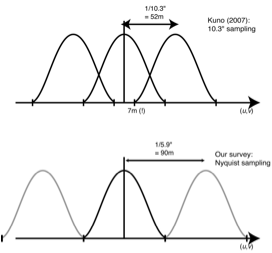 1/10.3"
= 52m
Kuno (2007):
10.3" sampling
7m (!)
(u,v)
1/5.9"
= 90m
Our survey:
Nyquist sampling
(u,v)